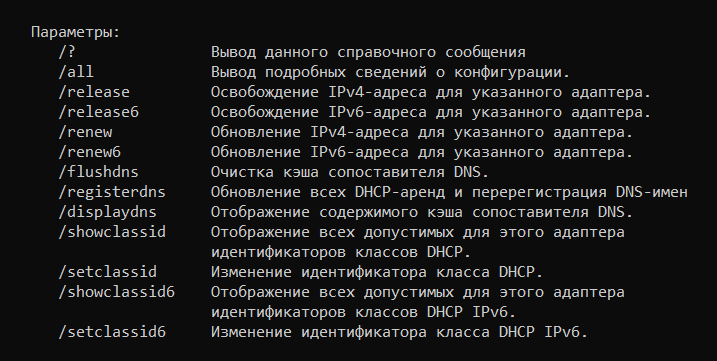 Параметры:
/? Вывод данного справочного сообщения
/all Вывод подробных сведений о конфигурации.
/release Освобождение IPv4-адреса для указанного адаптера.
/release6 Освобождение IPv6-адреса для указанного адаптера.
/renew Обновление IPv4-адреса для указанного адаптера.
/renew6 Обновление IPv6-адреса для указанного адаптера.
/flushdns Очистка кэша сопоставителя DNS.
/registerdns Обновление всех DHCP-аренд и перерегистрация DNS-имен
/displaydns Отображение содержимого кэша сопоставителя DNS.
/showclassid Отображение всех допустимых для этого адаптера
идентификаторов классов DHCP.
/setclassid Изменение идентификатора класса DHCP.
/showclassid6 Отображение всех допустимых для этого адаптера
идентификаторов классов DHCP IPv6.
/setclassid6 Изменение идентификатора класса DHCP IPv6.